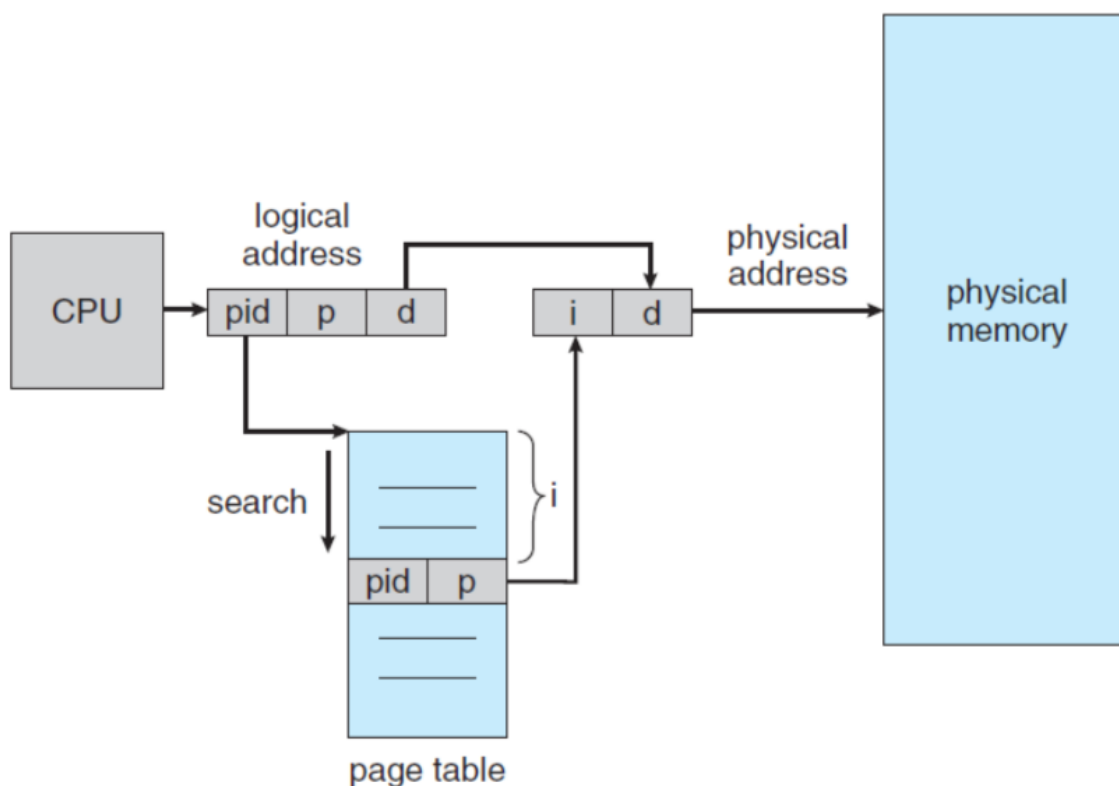 logical
address
physical
address
CPU
pid p d
i d
physical
memory
search
i
pid p
page table